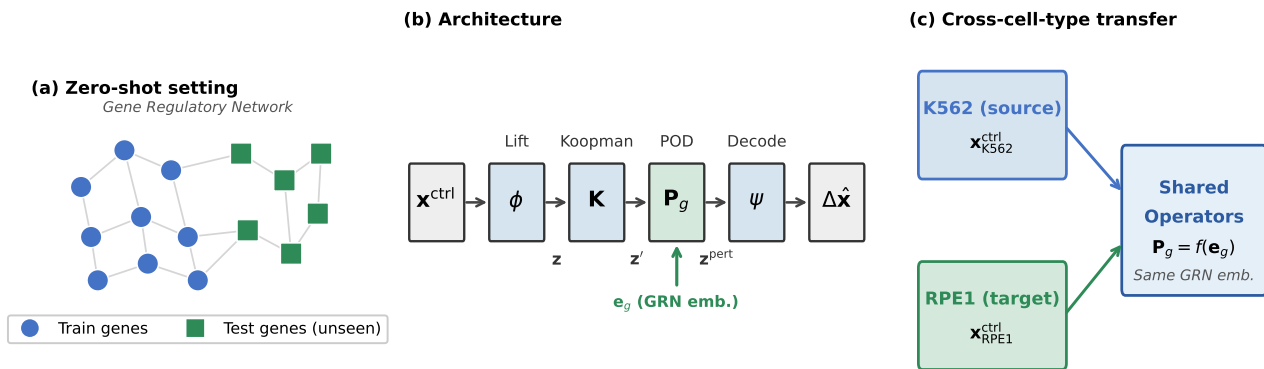 (a) Zero-shot setting
Gene Regulatory Network
Train genes
Test genes (unseen)
(b) Architecture
Lift
Koopman
POD
Decode
x^ctrl
ϕ
K
P_g
ψ
Δx̂
z
z′
z^pert
e_g (GRN emb.)
(c) Cross-cell-type transfer
K562 (source)
x^ctrl_K562
RPE1 (target)
x^ctrl_RPE1
Shared
Operators
P_g = f(e_g)
Same GRN emb.